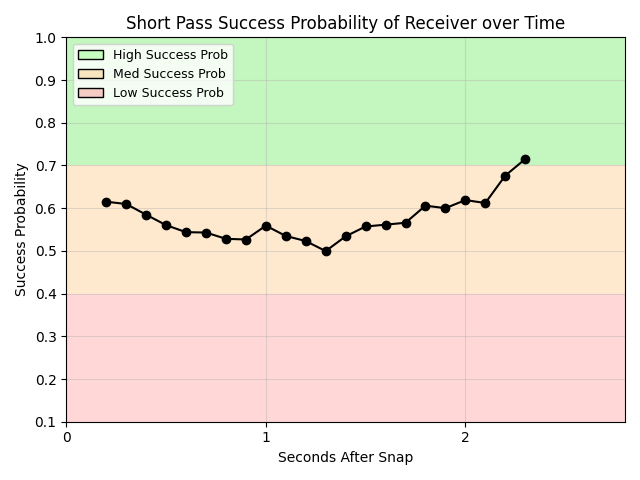 Short Pass Success Probability of Receiver over Time
High Success Prob
Med Success Prob
Low Success Prob
Success Probability
1.0
0.9
0.8
0.7
0.6
0.5
0.4
0.3
0.2
0.1
0
1
2
Seconds After Snap